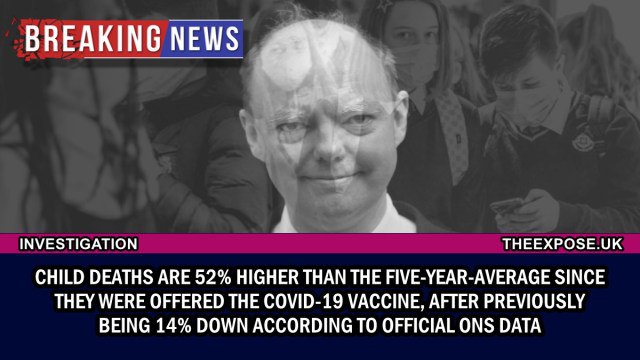 BREAKING NEWS
INVESTIGATION
THEEXPOSE.UK
CHILD DEATHS ARE 52% HIGHER THAN THE FIVE-YEAR-AVERAGE SINCE
THEY WERE OFFERED THE COVID-19 VACCINE, AFTER PREVIOUSLY
BEING 14% DOWN ACCORDING TO OFFICIAL ONS DATA